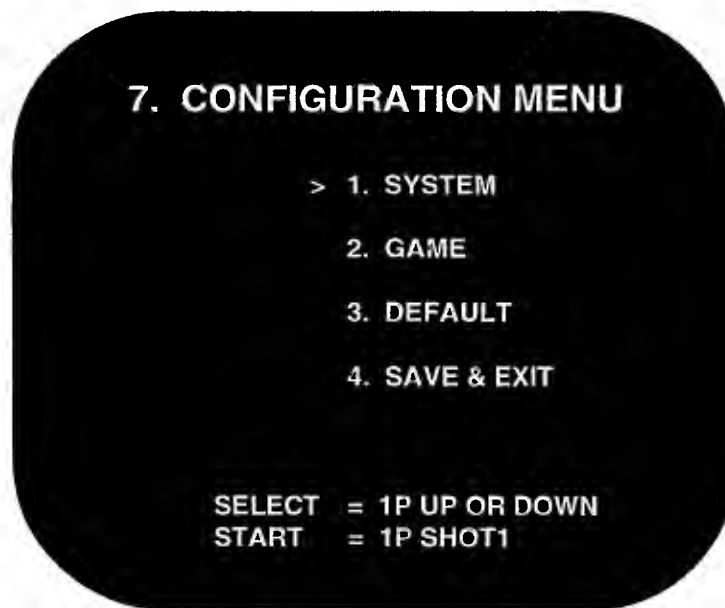 7. CONFIGURATION MENU
> 1. SYSTEM
2. GAME
3. DEFAULT
4. SAVE & EXIT
SELECT = 1P UP OR DOWN
START = 1P SHOT1